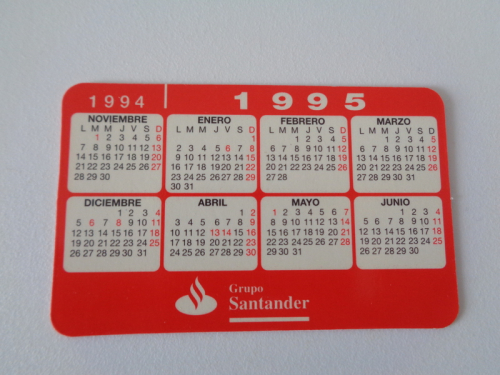 1994
1995
NOVIEMBRE
L M M J V S D
1 2 3 4 5 6
7 8 9 10 11 12 13
14 15 16 17 18 19 20
21 22 23 24 25 26 27
28 29 30
ENERO
L M M J V S D
1
2 3 4 5 6 7 8
9 10 11 12 13 14 15
16 17 18 19 20 21 22
23 24 25 26 27 28 29
30 31
FEBRERO
L M M J V S D
1 2 3 4 5
6 7 8 9 10 11 12
13 14 15 16 17 18 19
20 21 22 23 24 25 26
27 28
MARZO
L M M J V S D
1 2 3 4 5
6 7 8 9 10 11 12
13 14 15 16 17 18 19
20 21 22 23 24 25 26
27 28 29 30 31
DICIEMBRE
1 2 3 4
5 6 7 8 9 10 11
12 13 14 15 16 17 18
19 20 21 22 23 24 25
26 27 28 29 30 31
ABRIL
1 2
3 4 5 6 7 8 9
10 11 12 13 14 15 16
17 18 19 20 21 22 23
24 25 26 27 28 29 30
MAYO
1 2 3 4 5 6 7
8 9 10 11 12 13 14
15 16 17 18 19 20 21
22 23 24 25 26 27 28
29 30 31
JUNIO
1 2 3 4
5 6 7 8 9 10 11
12 13 14 15 16 17 18
19 20 21 22 23 24 25
26 27 28 29 30
Grupo
Santander